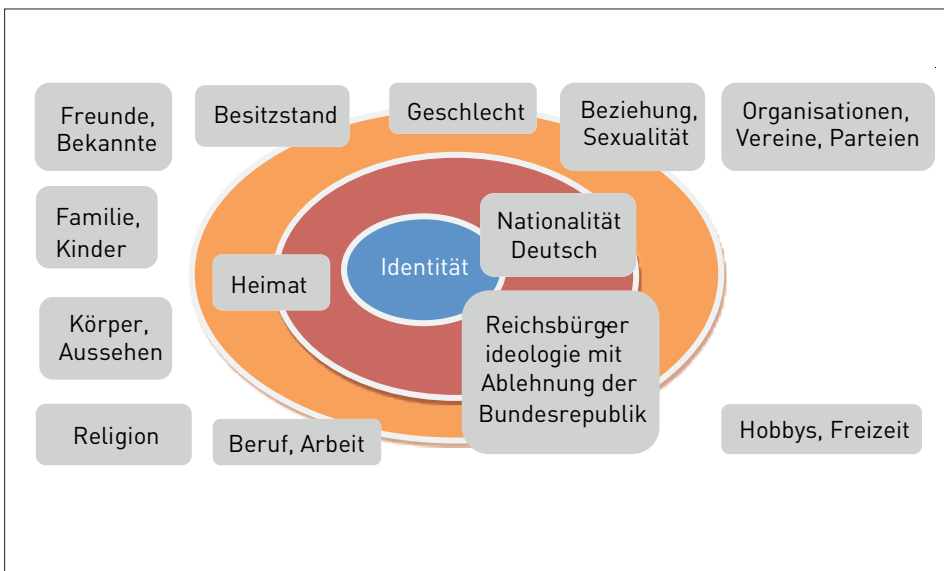 Freunde,
Bekannte
Besitzstand
Geschlecht
Beziehung,
Sexualität
Organisationen,
Vereine, Parteien
Familie,
Kinder
Nationalität
Deutsch
Identität
Heimat
Körper,
Aussehen
Reichsbürger-
ideologie mit
Ablehnung der
Bundesrepublik
Religion
Beruf, Arbeit
Hobbys, Freizeit